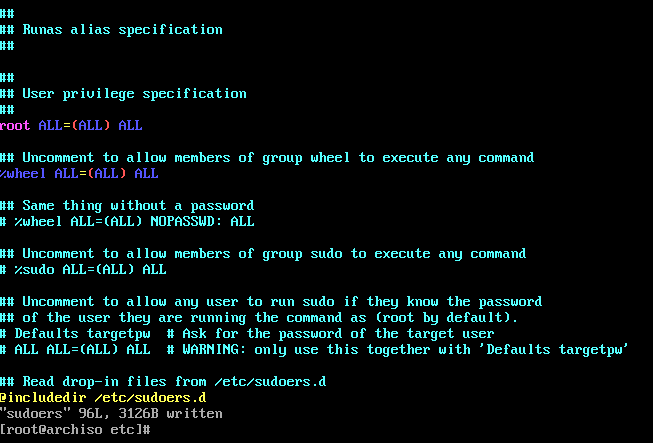 ##
## Runas alias specification
##
##
## User privilege specification
##
root ALL=(ALL) ALL
## Uncomment to allow members of group wheel to execute any command
%wheel ALL=(ALL) ALL
## Same thing without a password
# %wheel ALL=(ALL) NOPASSWD: ALL
## Uncomment to allow members of group sudo to execute any command
# %sudo ALL=(ALL) ALL
## Uncomment to allow any user to run sudo if they know the password
## of the user they are running the command as (root by default).
# Defaults targetpw  # Ask for the password of the target user
# ALL ALL=(ALL) ALL  # WARNING: only use this together with 'Defaults targetpw'
## Read drop-in files from /etc/sudoers.d
@includedir /etc/sudoers.d
"sudoers" 96L, 3126B written
[root@archiso etc]#